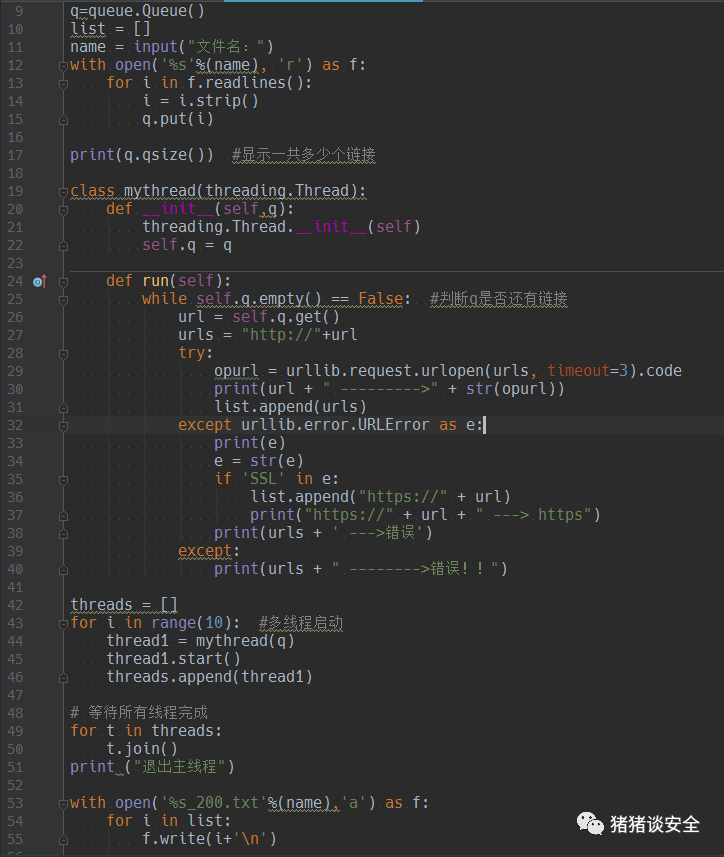 9 q=queue.Queue()
10 list = []
11 name = input("文件名：")
12 with open('%s'%(name), 'r') as f:
13     for i in f.readlines():
14         i = i.strip()
15         q.put(i)
16
17 print(q.qsize())  #显示一共多少个链接
18
19 class mythread(threading.Thread):
20     def __init__(self,q):
21         threading.Thread.__init__(self)
22         self.q = q
23
24     def run(self):
25         while self.q.empty() == False:  #判断q是否还有链接
26             url = self.q.get()
27             urls = "http://"+url
28             try:
29                 opurl = urllib.request.urlopen(urls, timeout=3).code
30                 print(url + " --------->" + str(opurl))
31                 list.append(urls)
32             except urllib.error.URLError as e:
33                 print(e)
34                 e = str(e)
35                 if 'SSL' in e:
36                     list.append("https://" + url)
37                     print("https://" + url + " ---> https")
38                 print(urls + ' --->错误')
39             except:
40                 print(urls + " -------->错误！！")
41
42 threads = []
43 for i in range(10):  #多线程启动
44     thread1 = mythread(q)
45     thread1.start()
46     threads.append(thread1)
47
48 # 等待所有线程完成
49 for t in threads:
50     t.join()
51 print ("退出主线程")
52
53 with open('%s_200.txt'%(name),'a') as f:
54     for i in list:
55         f.write(i+'\n')
猪猪谈安全